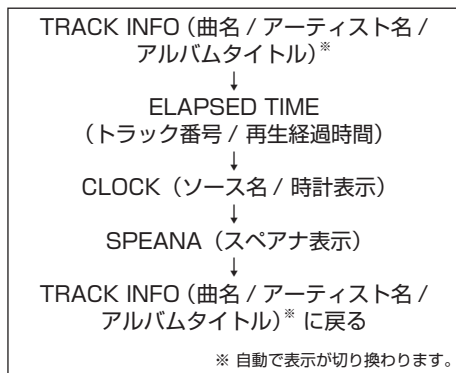 TRACK INFO（曲名 / アーティスト名 /
アルバムタイトル）※
↓
ELAPSED TIME
（トラック番号 / 再生経過時間）
↓
CLOCK（ソース名 / 時計表示）
↓
SPEANA（スペアナ表示）
↓
TRACK INFO（曲名 / アーティスト名 /
アルバムタイトル）※ に戻る
※ 自動で表示が切り換わります。